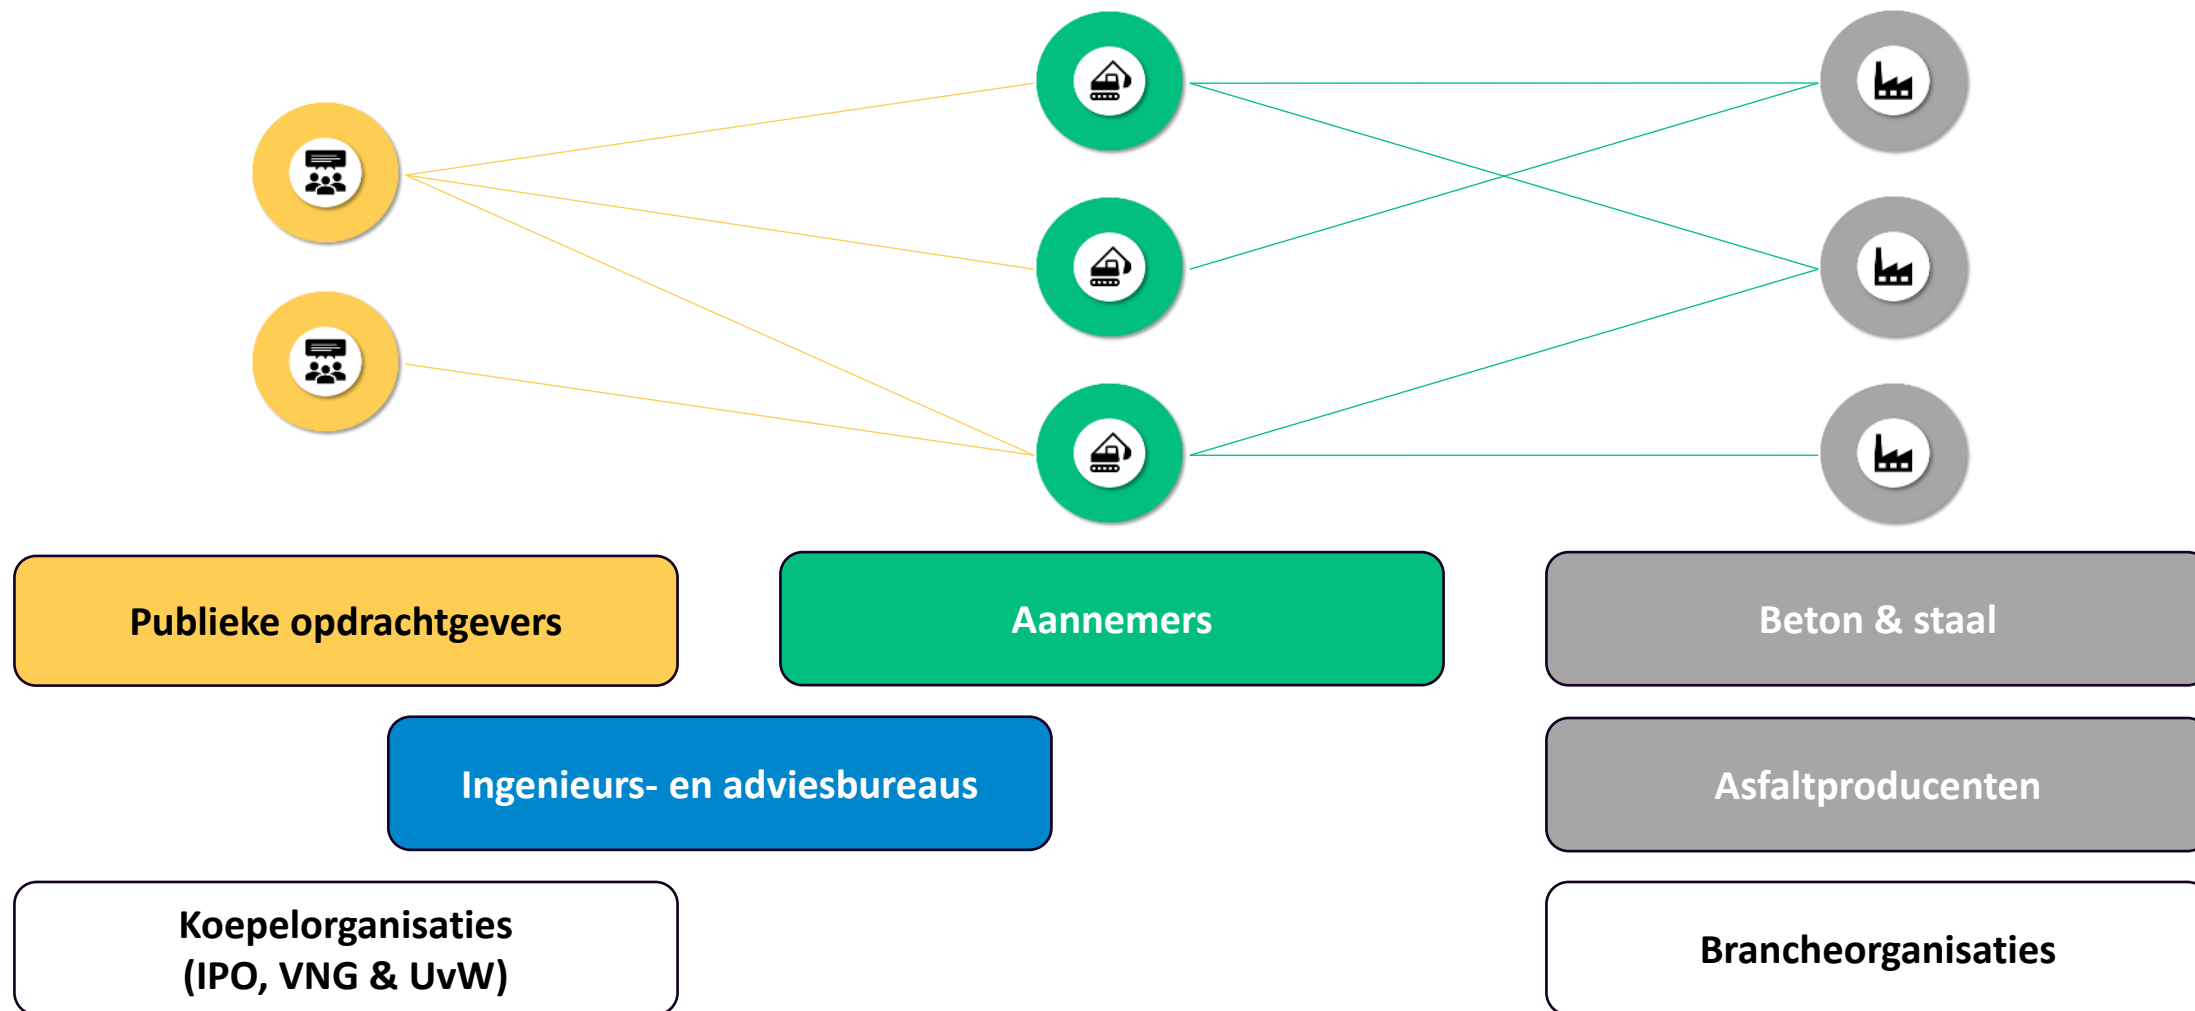 Publieke opdrachtgevers
Aannemers
Beton & staal
Ingenieurs- en adviesbureaus
Asfaltproducenten
Koepelorganisaties
(IPO, VNG & UvW)
Brancheorganisaties